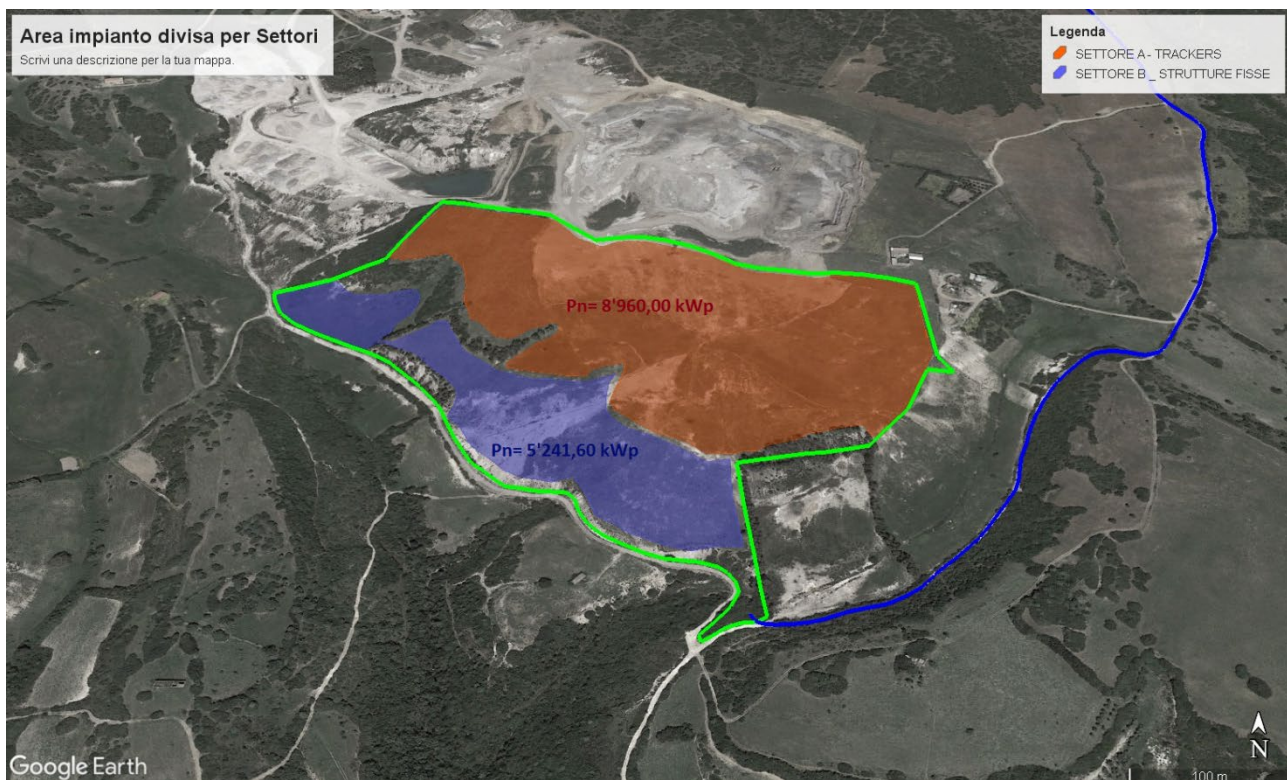 Area impianto divisa per Settori
Scrivi una descrizione per la tua mappa.
Legenda
SETTORE A- TRACKERS
SETTORE B _ STRUTTURE FISSE
Pn= 8'960,00 kWp
Pn= 5'241,60 kWp
N
Google Earth
100 m